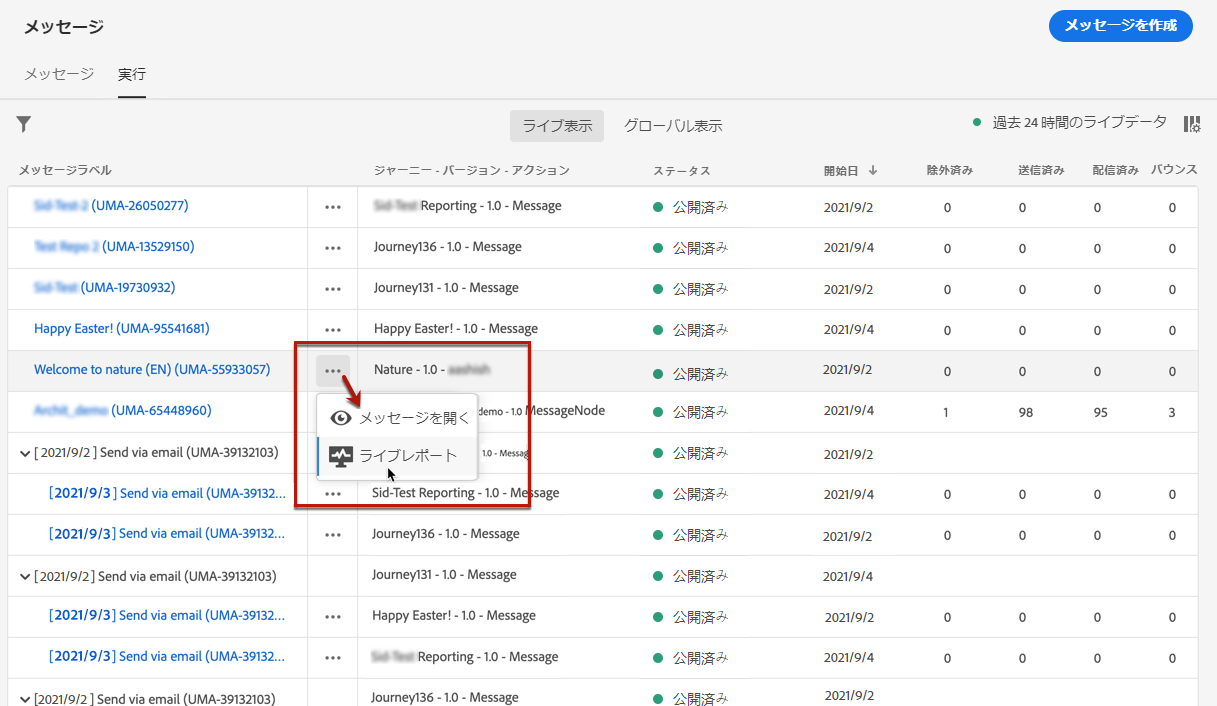 メッセージ
メッセージを作成
メッセージ 実行
ライブ表示 グローバル表示 過去 24 時間のライブデータ
メッセージラベル ジャーニー - バージョン - アクション ステータス 開始日 除外済み 送信済み 配信済み バウンス
(UMA-26050277) Reporting - 1.0 - Message 公開済み 2021/9/2 0 0 0 0
(UMA-13529150) Journey136 - 1.0 - Message 公開済み 2021/9/4 0 0 0 0
(UMA-19730932) Journey131 - 1.0 - Message 公開済み 2021/9/2 0 0 0 0
Happy Easter! (UMA-95541681) Happy Easter! - 1.0 - Message 公開済み 2021/9/4 0 0 0 0
Welcome to nature (EN) (UMA-55933057) Nature - 1.0 - 公開済み 2021/9/2 0 0 0 0
(UMA-65448960) demo - 1.0 MessageNode 公開済み 2021/9/4 1 98 95 3
メッセージを開く
[ 2021/9/2 ] Send via email (UMA-39132103) 1.0 - Messag 公開済み 2021/9/2
ライブレポート
[2021/9/3] Send via email (UMA-39132... Sid-Test Reporting - 1.0 - Message 公開済み 2021/9/4 0 0 0 0
[2021/9/3] Send via email (UMA-39132... Journey136 - 1.0 - Message 公開済み 2021/9/2 0 0 0 0
[2021/9/2 ] Send via email (UMA-39132103) Journey131 - 1.0 - Message 公開済み 2021/9/4
[2021/9/3] Send via email (UMA-39132... Happy Easter! - 1.0 - Message 公開済み 2021/9/2 0 0 0 0
[2021/9/3] Send via email (UMA-39132... Reporting - 1.0 - Message 公開済み 2021/9/4 0 0 0 0
[2021/9/2 ] Send via email (UMA-39132103) Journey136 - 1.0 - Message 公開済み 2021/9/2